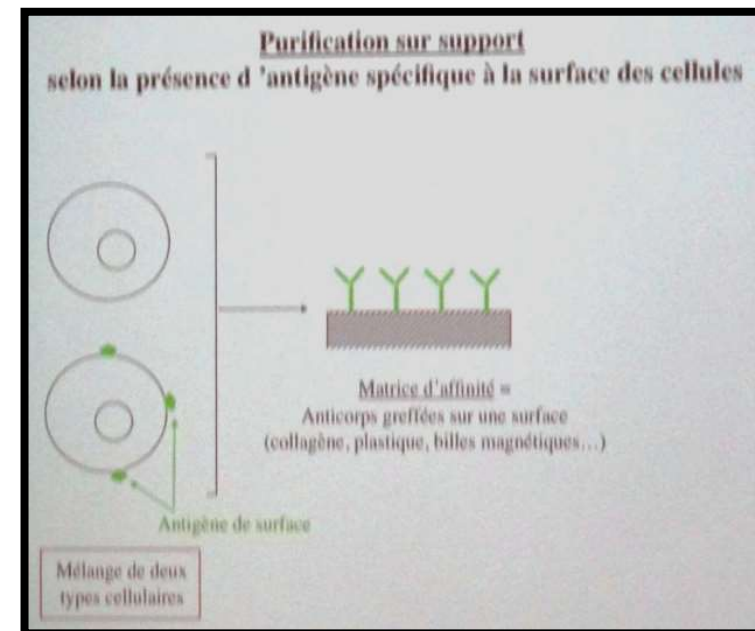 Purification sur support
selon la présence d 'antigène spécifique à la surface des cellules
Matrice d'affinité =
Anticorps greffées sur une surface
(collagène, plastique, billes magnétiques…)
Antigène de surface
Mélange de deux
types cellulaires